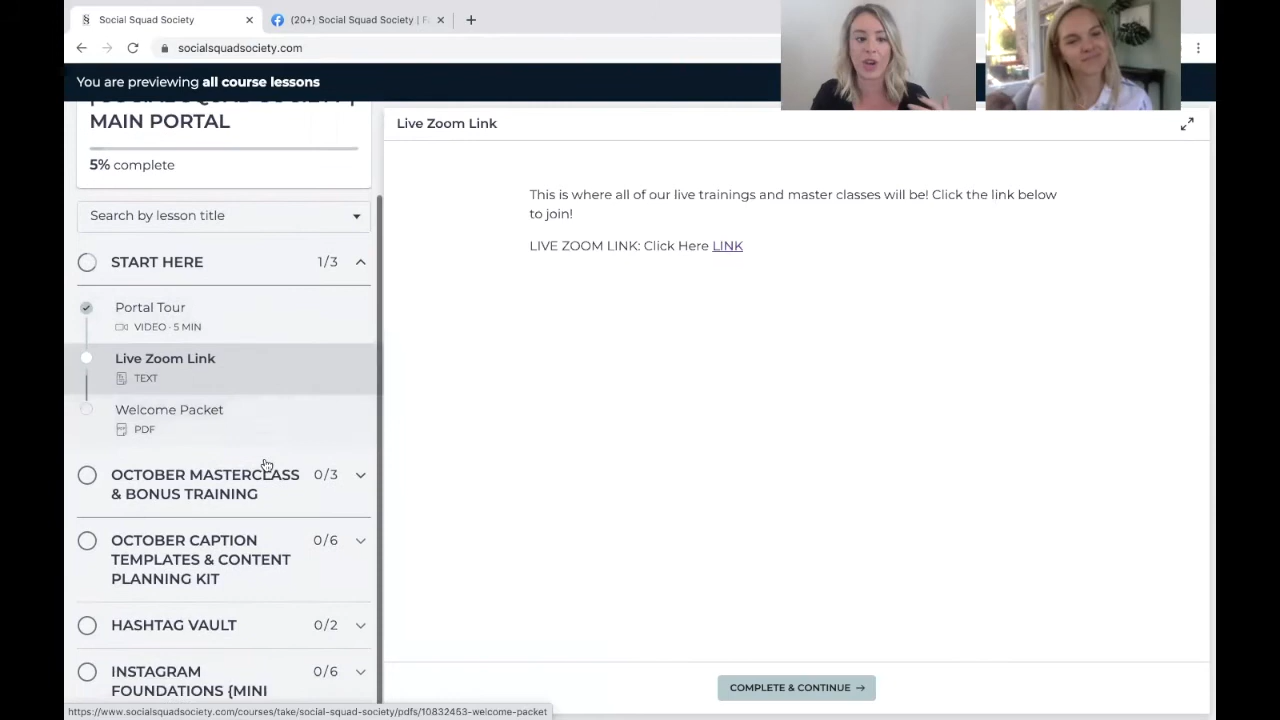 Social Squad Society
(20+) Social Squad Society | F
socialsquadsociety.com
You are previewing all course lessons
{SOCIAL SQUAD SOCIETY}
MAIN PORTAL
5% complete
Search by lesson title
START HERE 1/3
Portal Tour
VIDEO · 5 MIN
Live Zoom Link
TEXT
Welcome Packet
PDF
OCTOBER MASTERCLASS 0/3
& BONUS TRAINING
OCTOBER CAPTION 0/6
TEMPLATES & CONTENT
PLANNING KIT
HASHTAG VAULT 0/2
INSTAGRAM 0/6
FOUNDATIONS {MINI
Live Zoom Link
This is where all of our live trainings and master classes will be! Click the link below
to join!
LIVE ZOOM LINK: Click Here LINK
COMPLETE & CONTINUE →
https://www.socialsquadsociety.com/courses/take/social-squad-society/pdfs/10832453-welcome-packet